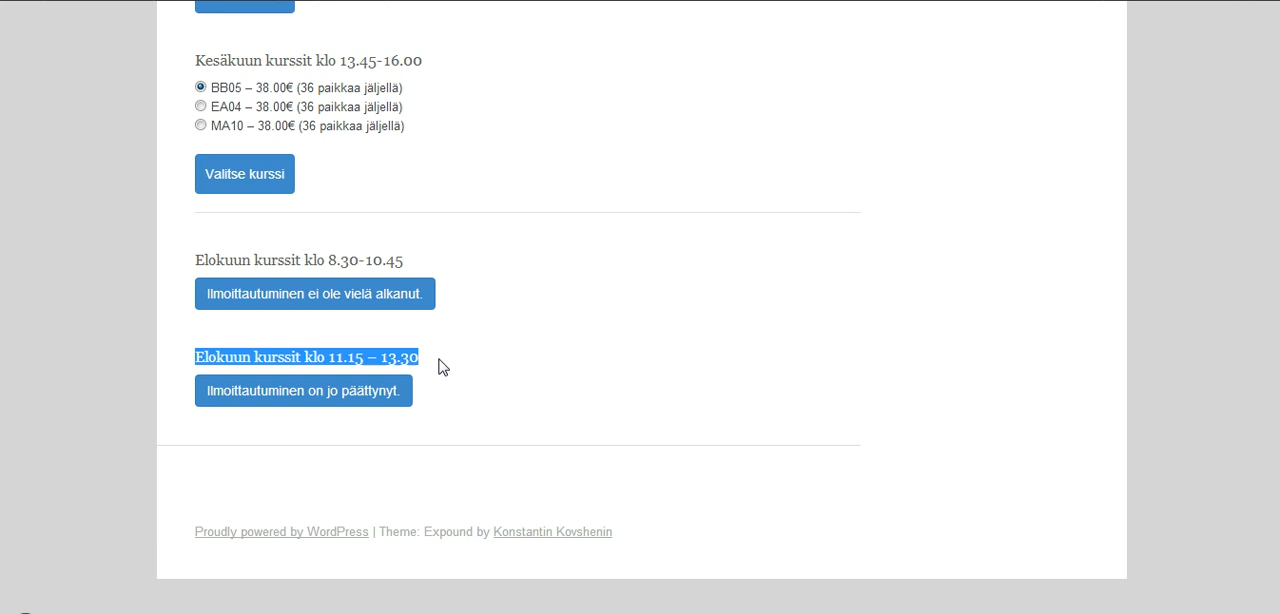 Kesäkuun kurssit klo 13.45-16.00
BB05 – 38.00€ (36 paikkaa jäljellä)
EA04 – 38.00€ (36 paikkaa jäljellä)
MA10 – 38.00€ (36 paikkaa jäljellä)
Valitse kurssi
Elokuun kurssit klo 8.30-10.45
Ilmoittautuminen ei ole vielä alkanut.
Elokuun kurssit klo 11.15 – 13.30
Ilmoittautuminen on jo päättynyt.
Proudly powered by WordPress | Theme: Expound by Konstantin Kovshenin